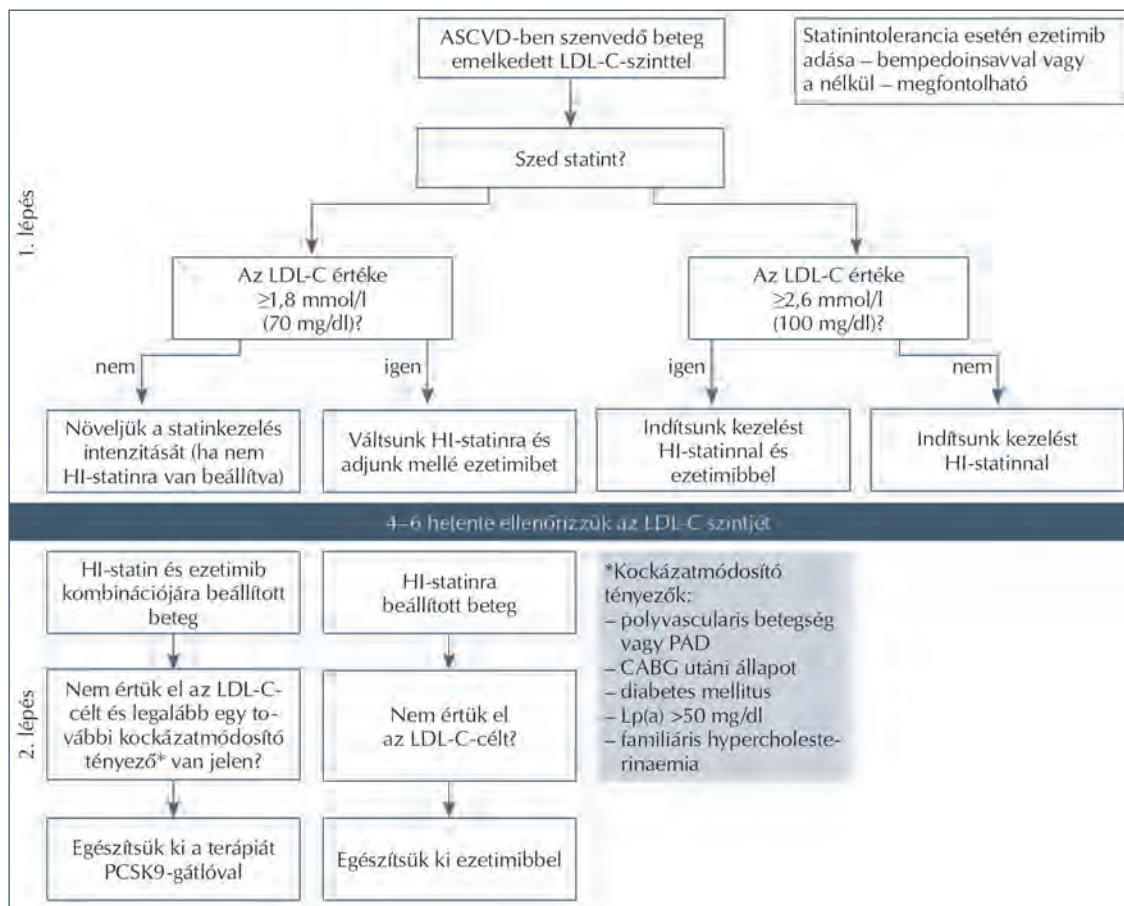 ASCVD-ben szenvedő beteg
emelkedett LDL-C-szinttel
Statinintolerancia esetén ezetimib
adása – bempedoinsavval vagy
a nélkül – megfontolható
Szed statint?
1. lépés
Az LDL-C értéke
≥1,8 mmol/l
(70 mg/dl)?
Az LDL-C értéke
≥2,6 mmol/l
(100 mg/dl)?
nem
igen
igen
nem
Növeljük a statinkezelés
intenzitását (ha nem
HI-statinra van beállítva)
Váltsunk HI-statinra és
adjunk mellé ezetimibet
Indítsunk kezelést
HI-statinnal és
ezetimibbel
Indítsunk kezelést
HI-statinnal
4–6 hetente ellenőrizzük az LDL-C szintjét
2. lépés
HI-statin és ezetimib
kombinációjára beállított
beteg
Nem értük el az LDL-C-
célt és legalább egy to-
vábbi kockázatmódosító
tényező* van jelen?
Egészítsük ki a terápiát
PCSK9-gátlóval
HI-statinra
beállított beteg
Nem értük el
az LDL-C-célt?
Egészítsük ki ezetimibbel
*Kockázatmódosító
tényezők:
– polyvascularis betegség
vagy PAD
– CABG utáni állapot
– diabetes mellitus
– Lp(a) >50 mg/dl
– familiáris hypercholeste-
rinaemia